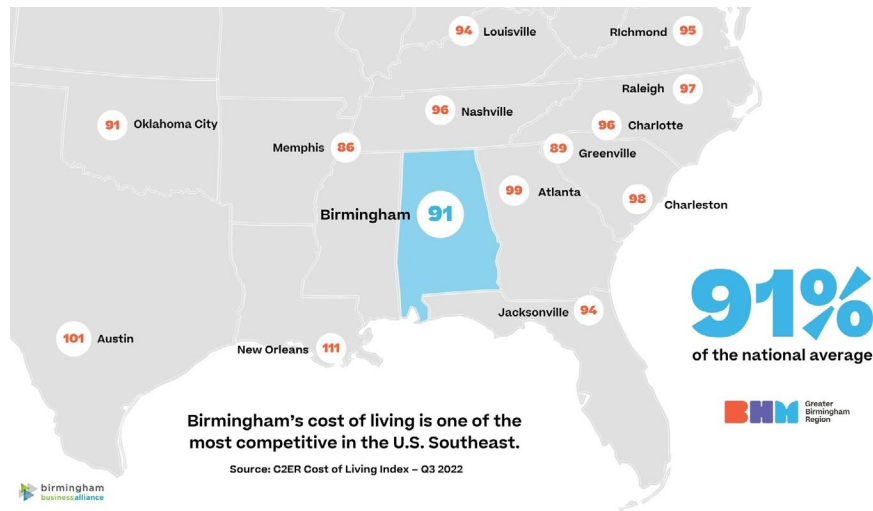 94 Louisville
RIchmond 95
Raleigh 97
96 Nashville
91 Oklahoma City
96 Charlotte
Memphis 86
89 Greenville
99 Atlanta
98 Charleston
Birmingham 91
Jacksonville 94
101 Austin
New Orleans 111
91%
of the national average
BHM
Greater
Birmingham
Region
Birmingham's cost of living is one of the
most competitive in the U.S. Southeast.
Source: C2ER Cost of Living Index – Q3 2022
birmingham
businessalliance